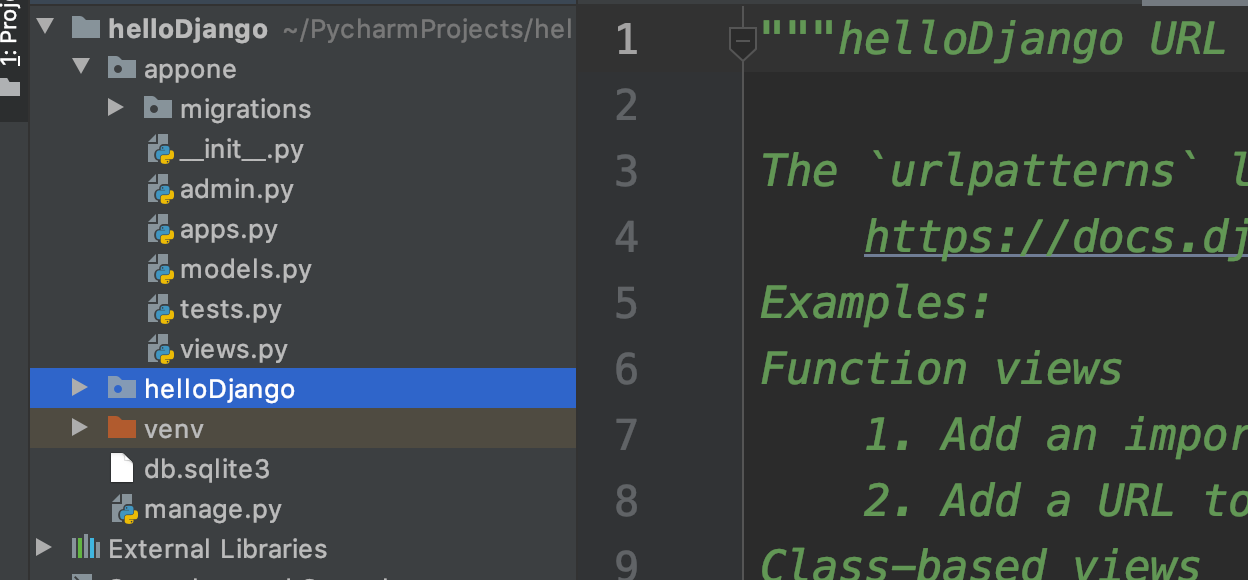 1: Proj
helloDjango ~/PycharmProjects/hel
appone
migrations
__init__.py
admin.py
apps.py
models.py
tests.py
views.py
helloDjango
venv
db.sqlite3
manage.py
External Libraries
1 """helloDjango URL
2
3 The `urlpatterns` l
4 https://docs.dj
5 Examples:
6 Function views
7 1. Add an impor
8 2. Add a URL to
9 Class-based views